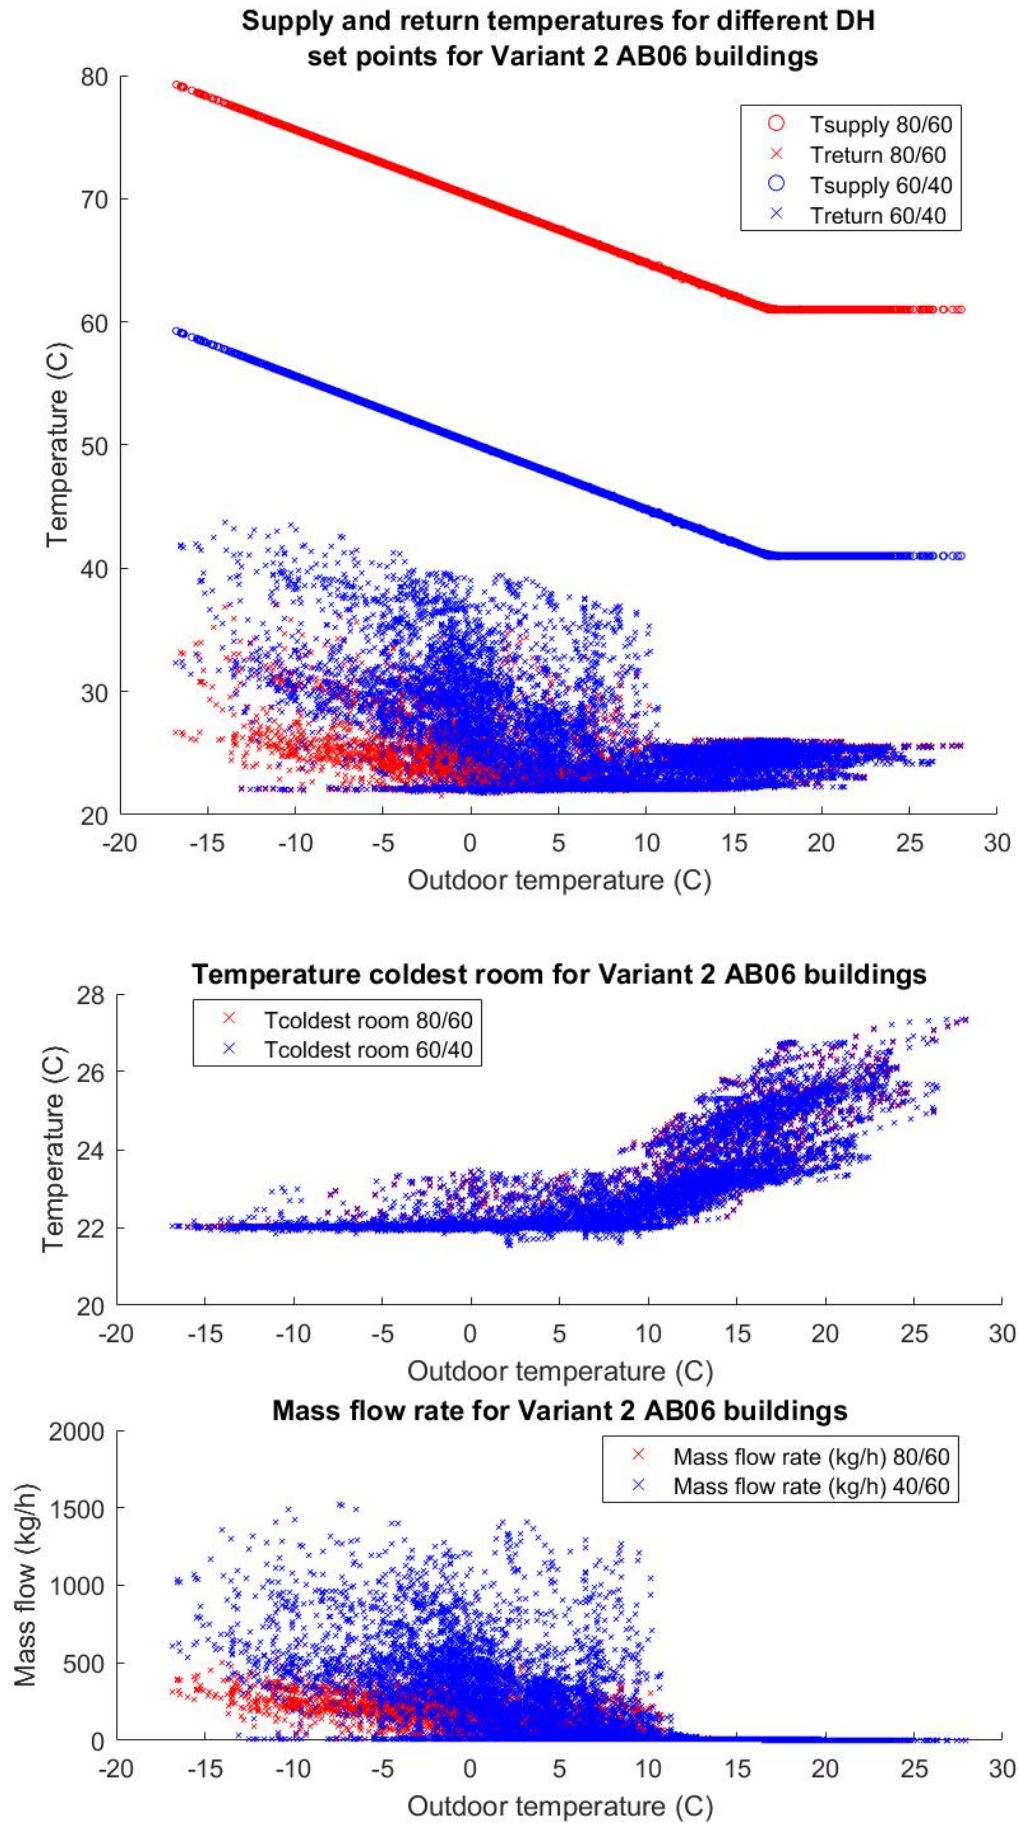 Supply and return temperatures for different DH
set points for Variant 2 AB06 buildings
80
70
60
50
40
30
20
Temperature (C)
Tsupply 80/60
Treturn 80/60
Tsupply 60/40
Treturn 60/40
-20 -15 -10 -5 0 5 10 15 20 25 30
Outdoor temperature (C)
Temperature coldest room for Variant 2 AB06 buildings
28
26
24
22
20
Temperature (C)
Tcoldest room 80/60
Tcoldest room 60/40
-20 -15 -10 -5 0 5 10 15 20 25 30
Outdoor temperature (C)
Mass flow rate for Variant 2 AB06 buildings
2000
1500
1000
500
0
Mass flow (kg/h)
Mass flow rate (kg/h) 80/60
Mass flow rate (kg/h) 40/60
-20 -15 -10 -5 0 5 10 15 20 25 30
Outdoor temperature (C)